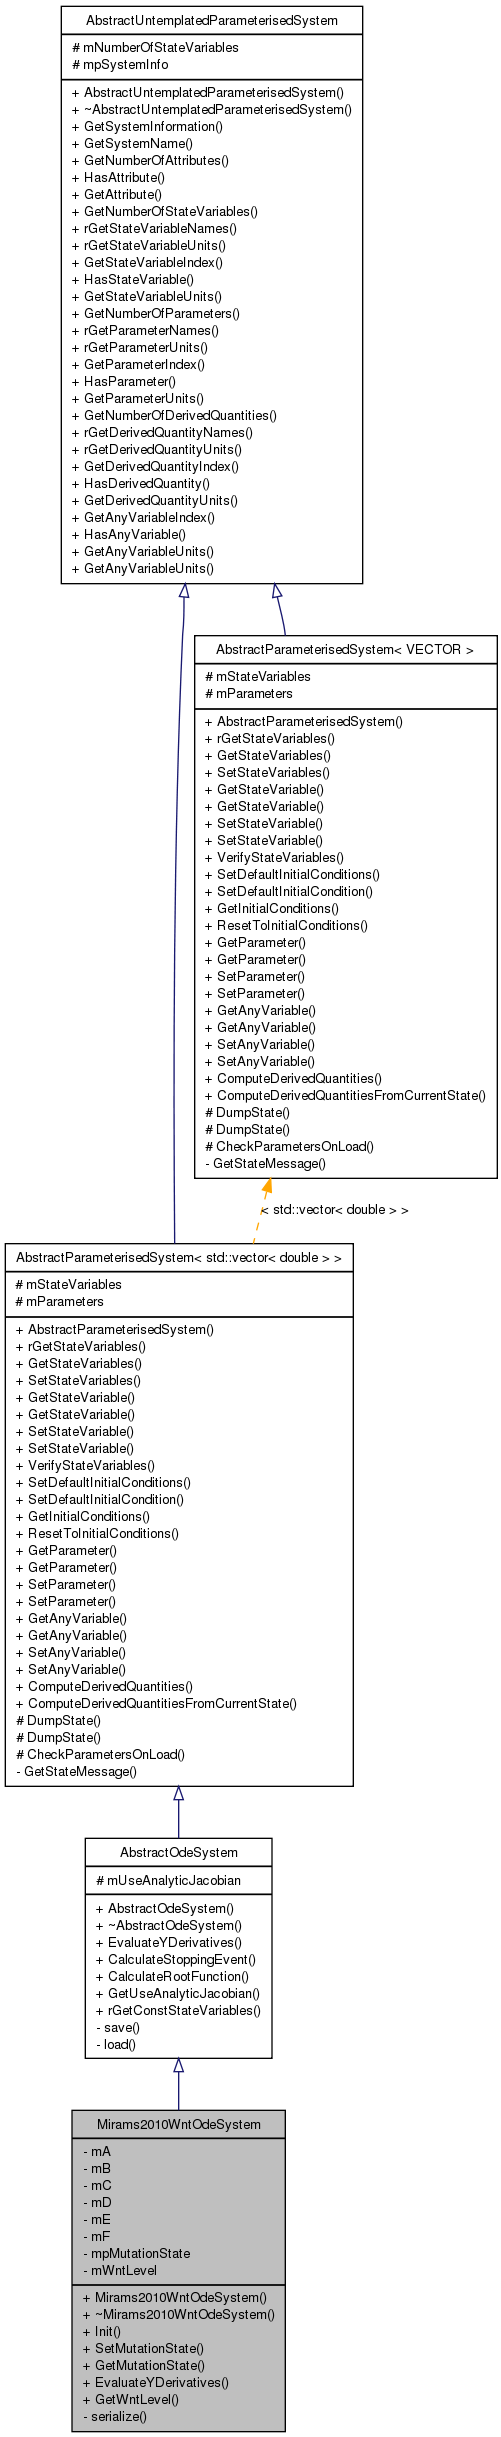 AbstractUntemplatedParameterisedSystem
# mNumberOfStateVariables
# mpSystemInfo
+ AbstractUntemplatedParameterisedSystem()
+ ~AbstractUntemplatedParameterisedSystem()
+ GetSystemInformation()
+ GetSystemName()
+ GetNumberOfAttributes()
+ HasAttribute()
+ GetAttribute()
+ GetNumberOfStateVariables()
+ rGetStateVariableNames()
+ rGetStateVariableUnits()
+ GetStateVariableIndex()
+ HasStateVariable()
+ GetStateVariableUnits()
+ GetNumberOfParameters()
+ rGetParameterNames()
+ rGetParameterUnits()
+ GetParameterIndex()
+ HasParameter()
+ GetParameterUnits()
+ GetNumberOfDerivedQuantities()
+ rGetDerivedQuantityNames()
+ rGetDerivedQuantityUnits()
+ GetDerivedQuantityIndex()
+ HasDerivedQuantity()
+ GetDerivedQuantityUnits()
+ GetAnyVariableIndex()
+ HasAnyVariable()
+ GetAnyVariableUnits()
+ GetAnyVariableUnits()
AbstractParameterisedSystem< VECTOR >
# mStateVariables
# mParameters
+ AbstractParameterisedSystem()
+ rGetStateVariables()
+ GetStateVariables()
+ SetStateVariables()
+ GetStateVariable()
+ GetStateVariable()
+ SetStateVariable()
+ SetStateVariable()
+ VerifyStateVariables()
+ SetDefaultInitialConditions()
+ SetDefaultInitialCondition()
+ GetInitialConditions()
+ ResetToInitialConditions()
+ GetParameter()
+ GetParameter()
+ SetParameter()
+ SetParameter()
+ GetAnyVariable()
+ GetAnyVariable()
+ SetAnyVariable()
+ SetAnyVariable()
+ ComputeDerivedQuantities()
+ ComputeDerivedQuantitiesFromCurrentState()
# DumpState()
# DumpState()
# CheckParametersOnLoad()
- GetStateMessage()
< std::vector< double > >
AbstractParameterisedSystem< std::vector< double > >
# mStateVariables
# mParameters
+ AbstractParameterisedSystem()
+ rGetStateVariables()
+ GetStateVariables()
+ SetStateVariables()
+ GetStateVariable()
+ GetStateVariable()
+ SetStateVariable()
+ SetStateVariable()
+ VerifyStateVariables()
+ SetDefaultInitialConditions()
+ SetDefaultInitialCondition()
+ GetInitialConditions()
+ ResetToInitialConditions()
+ GetParameter()
+ GetParameter()
+ SetParameter()
+ SetParameter()
+ GetAnyVariable()
+ GetAnyVariable()
+ SetAnyVariable()
+ SetAnyVariable()
+ ComputeDerivedQuantities()
+ ComputeDerivedQuantitiesFromCurrentState()
# DumpState()
# DumpState()
# CheckParametersOnLoad()
- GetStateMessage()
AbstractOdeSystem
# mUseAnalyticJacobian
+ AbstractOdeSystem()
+ ~AbstractOdeSystem()
+ EvaluateYDerivatives()
+ CalculateStoppingEvent()
+ CalculateRootFunction()
+ GetUseAnalyticJacobian()
+ rGetConstStateVariables()
- save()
- load()
Mirams2010WntOdeSystem
- mA
- mB
- mC
- mD
- mE
- mF
- mpMutationState
- mWntLevel
+ Mirams2010WntOdeSystem()
+ ~Mirams2010WntOdeSystem()
+ Init()
+ SetMutationState()
+ GetMutationState()
+ EvaluateYDerivatives()
+ GetWntLevel()
- serialize()